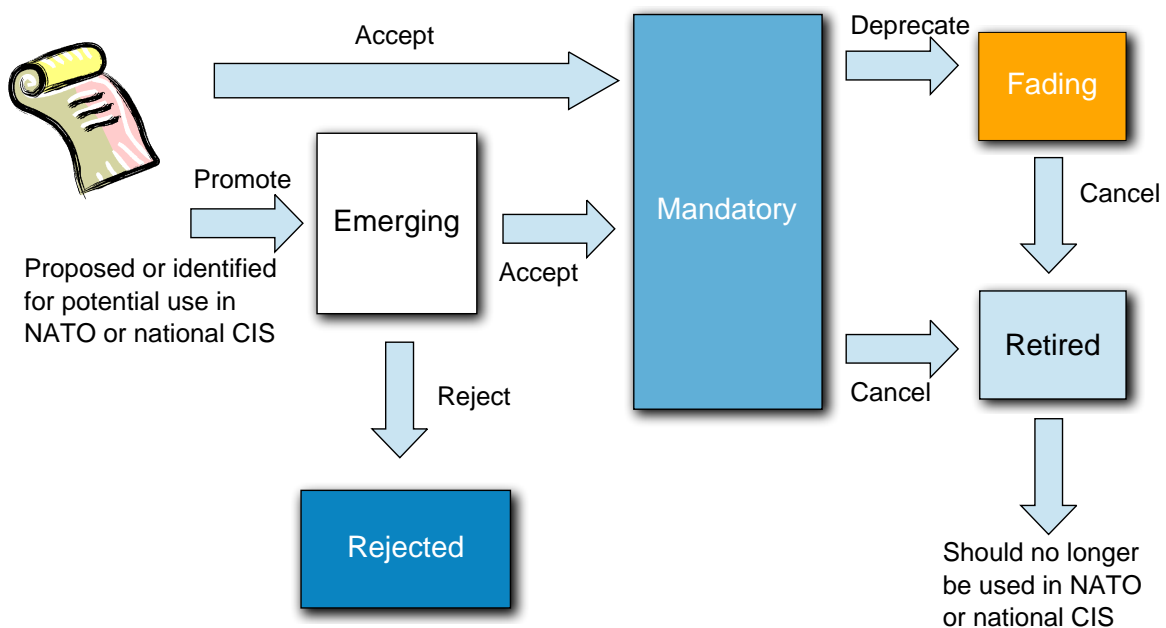 Accept
Deprecate
Fading
Promote
Emerging
Mandatory
Cancel
Proposed or identified
for potential use in
NATO or national CIS
Accept
Retired
Reject
Cancel
Rejected
Should no longer
be used in NATO
or national CIS